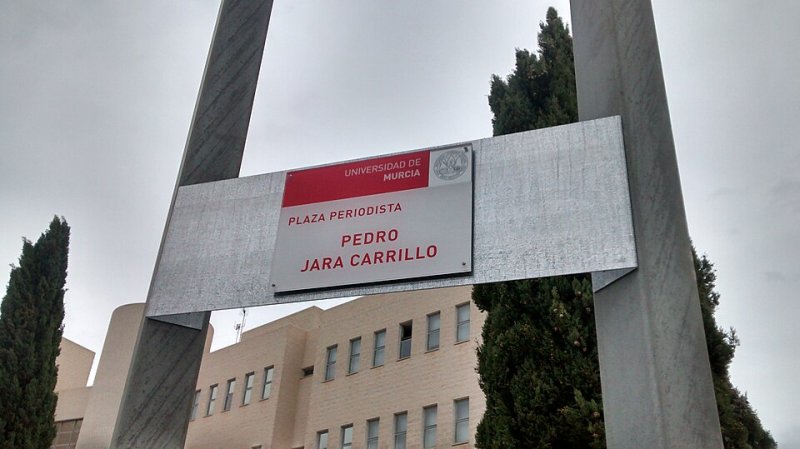 UNIVERSIDAD DE
MURCIA
PLAZA PERIODISTA
PEDRO
JARA CARRILLO